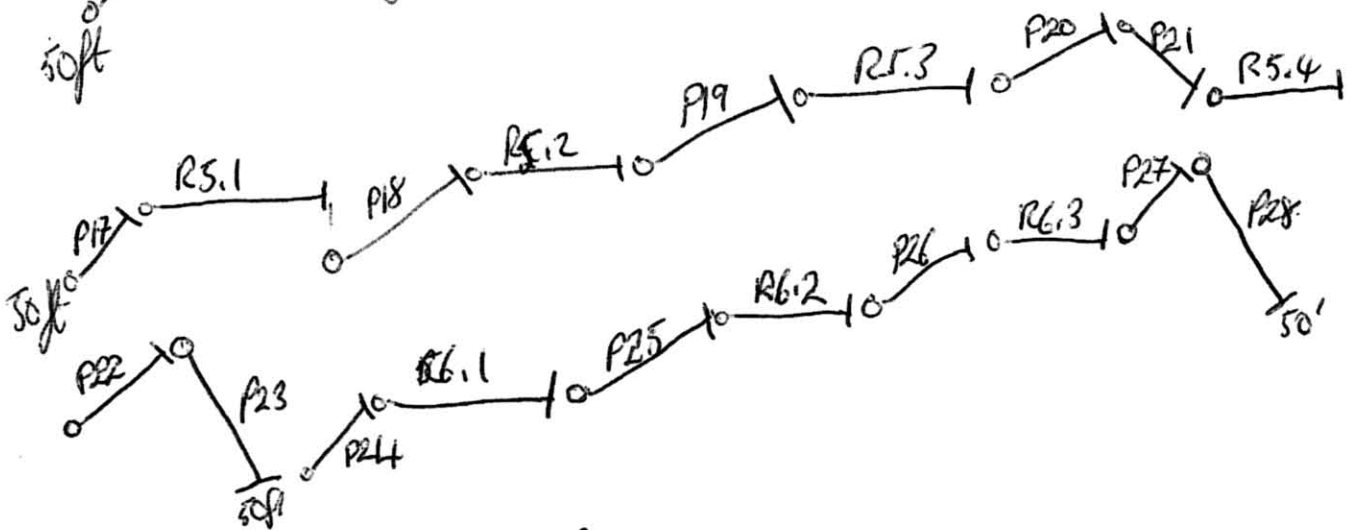 50ft
P20 P21
R5.3 R5.4
P19
R5.2
R5.1 P18
P17
50ft
P27
P28
R6.3
P26
R6.2
50'
P25
P22
R6.1
P23
P24
50ft